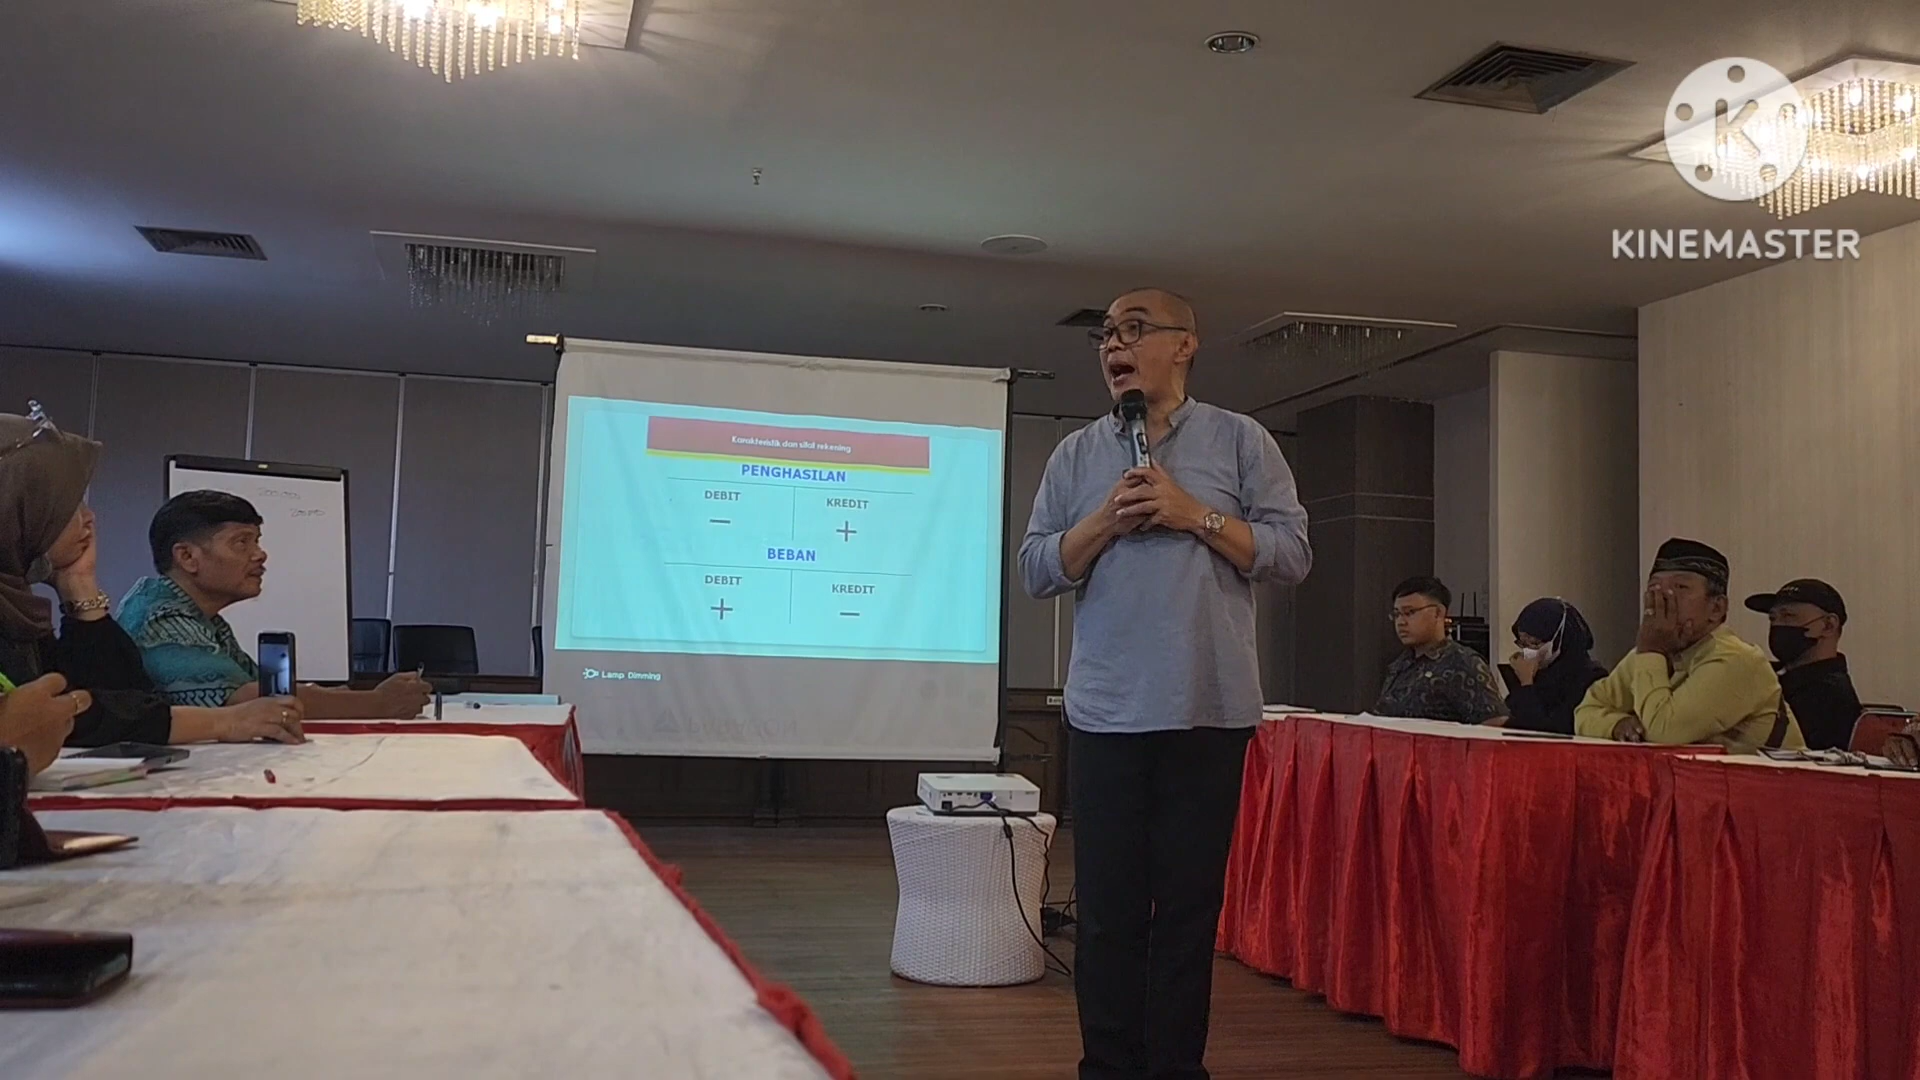 K
KINEMASTER
Karakteristik dan sifat rekening
PENGHASILAN
DEBIT
KREDIT
–
+
BEBAN
DEBIT
KREDIT
+
–
Lamp Dimming